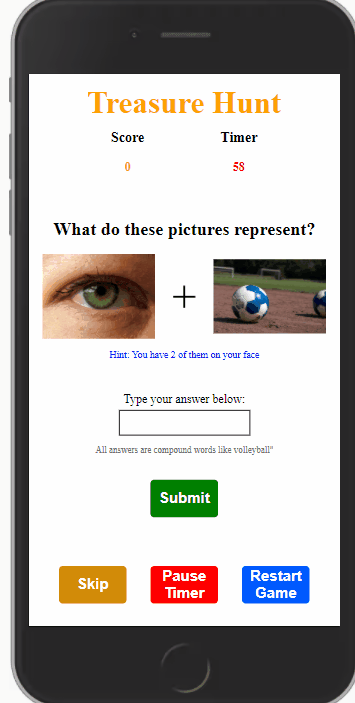 Treasure Hunt
Score Timer
0 58
What do these pictures represent?
+
Hint: You have 2 of them on your face
Type your answer below:
All answers are compound words like volleyball"
Submit
Skip
Pause
Timer
Restart
Game